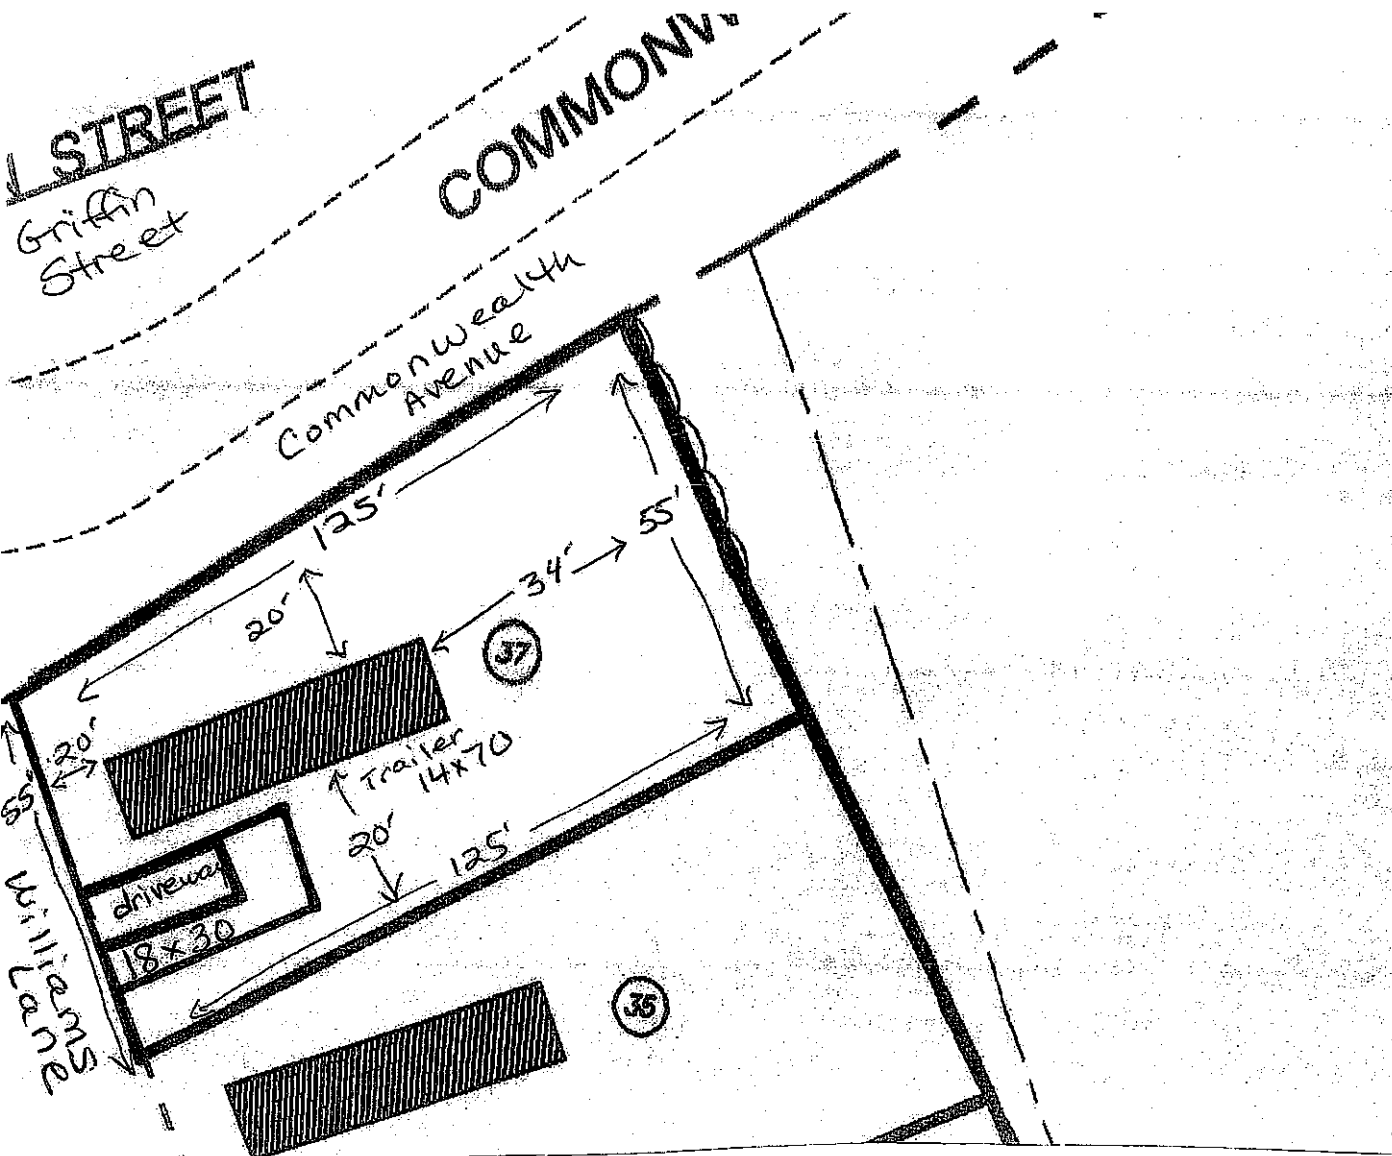 STREET
COMMONW
Griffin
Street
Commonwealth
Avenue
125'
55'
34'
20'
37
20'
Trailer
14x70
55'
20'
125'
driveway
18x30
Williams
Lane
35